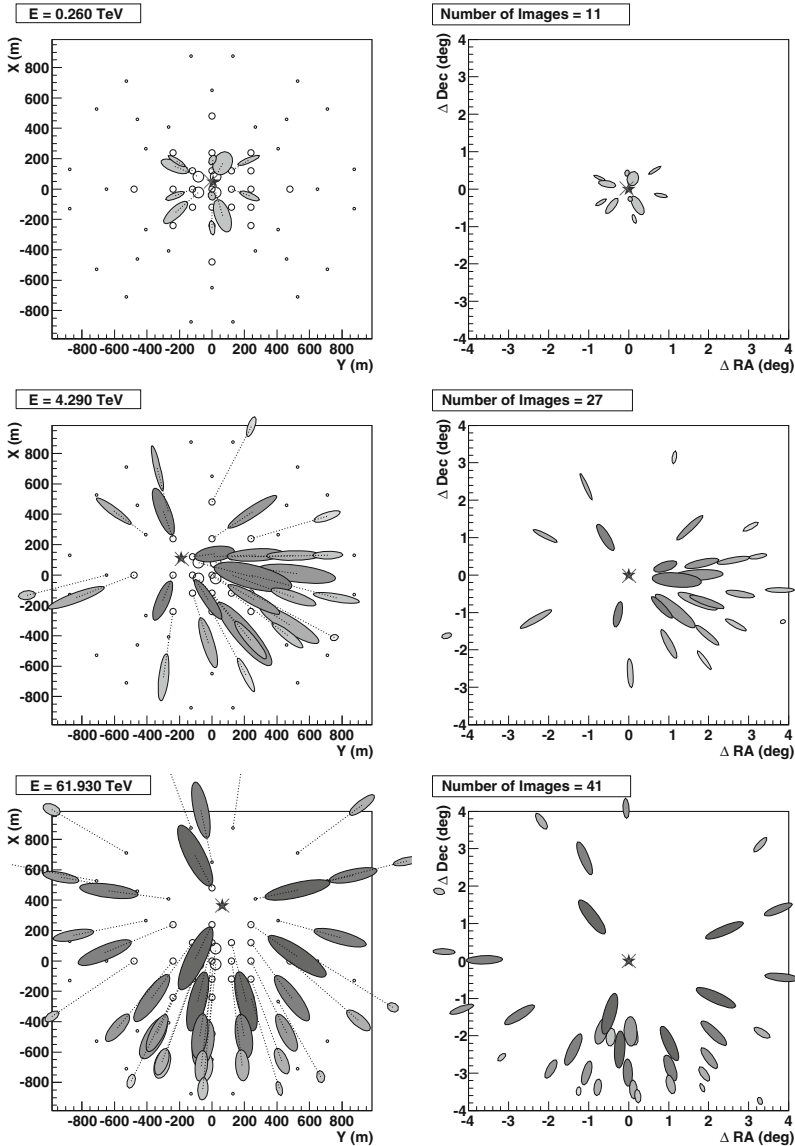 E = 0.260 TeV
Number of Images = 11
X (m)
800
600
400
200
0
-200
-400
-600
-800
-800 -600 -400 -200 0 200 400 600 800
Y (m)
Δ Dec (deg)
4
3
2
1
0
-1
-2
-3
-4
-4 -3 -2 -1 0 1 2 3 4
Δ RA (deg)
E = 4.290 TeV
Number of Images = 27
X (m)
800
600
400
200
0
-200
-400
-600
-800
-800 -600 -400 -200 0 200 400 600 800
Y (m)
Δ Dec (deg)
4
3
2
1
0
-1
-2
-3
-4
-4 -3 -2 -1 0 1 2 3 4
Δ RA (deg)
E = 61.930 TeV
Number of Images = 41
X (m)
800
600
400
200
0
-200
-400
-600
-800
-800 -600 -400 -200 0 200 400 600 800
Y (m)
Δ Dec (deg)
4
3
2
1
0
-1
-2
-3
-4
-4 -3 -2 -1 0 1 2 3 4
Δ RA (deg)